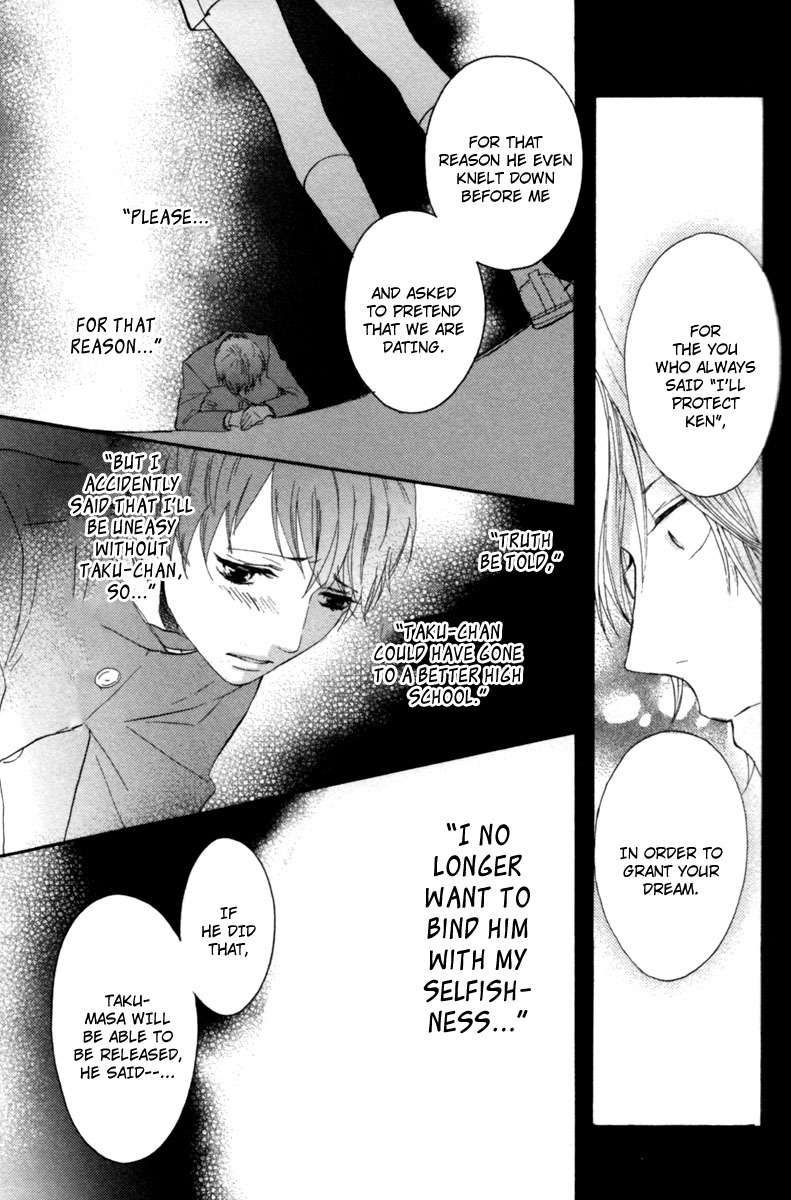 FOR
THE YOU
WHO ALWAYS
SAID "I'LL
PROTECT
KEN",
IN ORDER TO
GRANT YOUR
DREAM.
FOR THAT
REASON HE EVEN
KNELT DOWN
BEFORE ME
AND ASKED
TO PRETEND
THAT WE ARE
DATING.
"PLEASE...
FOR THAT
REASON..."
"TRUTH
BE TOLD,"
"TAKU-CHAN
COULD HAVE GONE
TO A BETTER HIGH
SCHOOL."
"BUT I
ACCIDENTLY
SAID THAT I'LL
BE UNEASY
WITHOUT
TAKU-CHAN,
SO..."
"I NO
LONGER
WANT TO
BIND HIM
WITH MY
SELFISH-
NESS..."
IF
HE DID
THAT,
TAKU-
MASA WILL
BE ABLE TO
BE RELEASED,
HE SAID--...